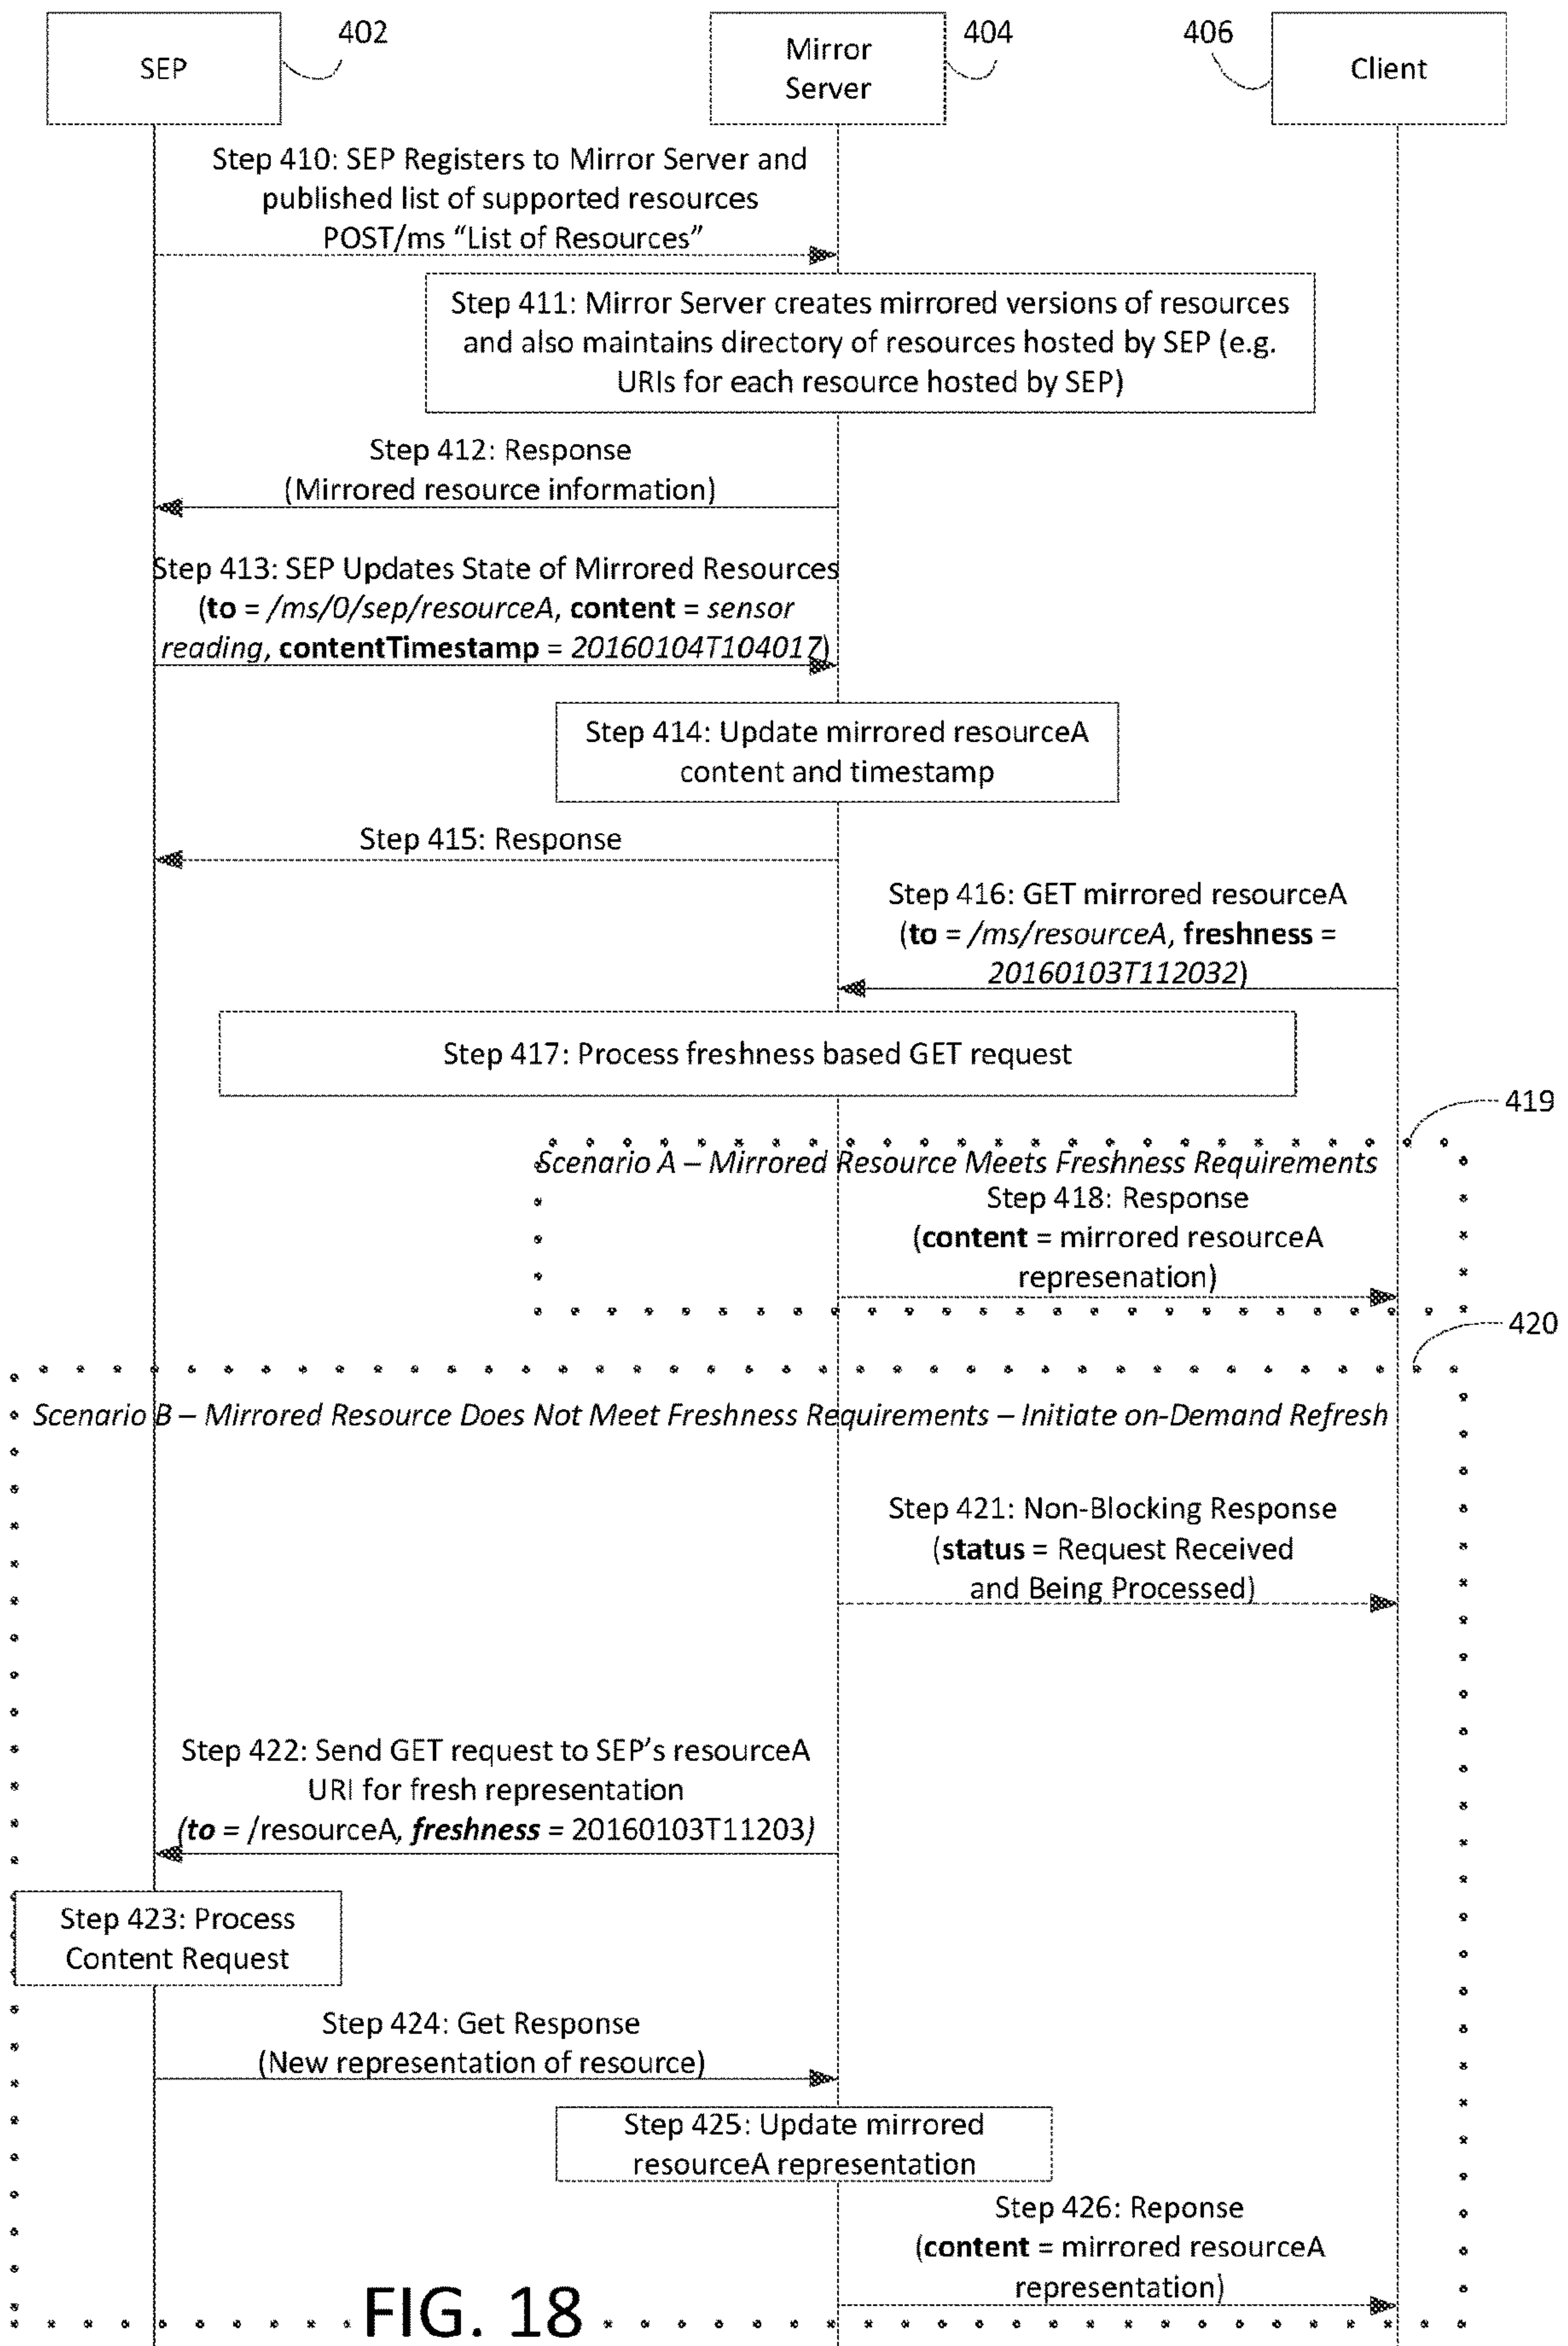 402
404
406
SEP
Mirror
Server
Client
Step 410: SEP Registers to Mirror Server and
published list of supported resources
POST/ms “List of Resources”
Step 411: Mirror Server creates mirrored versions of resources
and also maintains directory of resources hosted by SEP (e.g.
URIs for each resource hosted by SEP)
Step 412: Response
(Mirrored resource information)
Step 413: SEP Updates State of Mirrored Resources
(to = /ms/0/sep/resourceA, content = sensor
reading, contentTimestamp = 20160104T104017)
Step 414: Update mirrored resourceA
content and timestamp
Step 415: Response
Step 416: GET mirrored resourceA
(to = /ms/resourceA, freshness =
20160103T112032)
Step 417: Process freshness based GET request
419
Scenario A – Mirrored Resource Meets Freshness Requirements
Step 418: Response
(content = mirrored resourceA
represenation)
420
Scenario B – Mirrored Resource Does Not Meet Freshness Requirements – Initiate on-Demand Refresh
Step 421: Non-Blocking Response
(status = Request Received
and Being Processed)
Step 422: Send GET request to SEP’s resourceA
URI for fresh representation
(to = /resourceA, freshness = 20160103T11203)
Step 423: Process
Content Request
Step 424: Get Response
(New representation of resource)
Step 425: Update mirrored
resourceA representation
Step 426: Reponse
(content = mirrored resourceA
representation)
FIG. 18